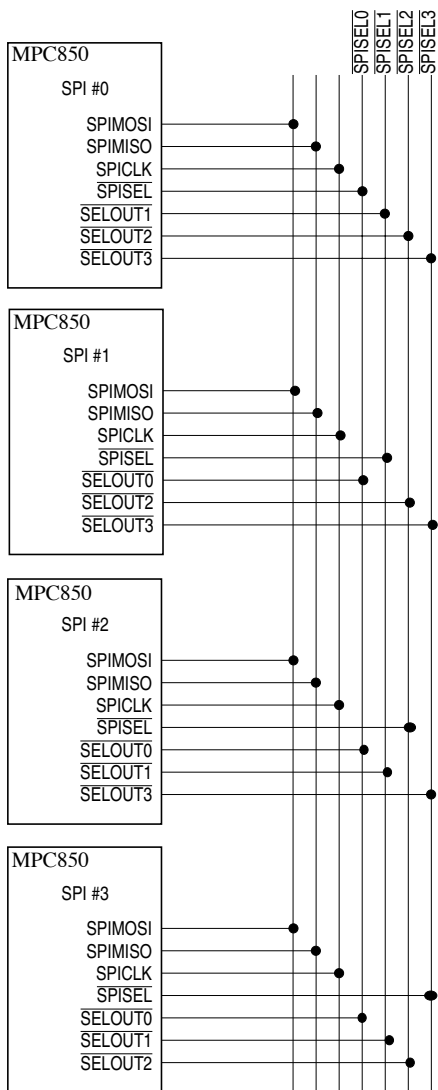 SPISEL0
SPISEL1
SPISEL2
SPISEL3
MPC850
SPI #0
SPIMOSI
SPIMISO
SPICLK
SPISEL
SELOUT1
SELOUT2
SELOUT3
MPC850
SPI #1
SPIMOSI
SPIMISO
SPICLK
SPISEL
SELOUT0
SELOUT2
SELOUT3
MPC850
SPI #2
SPIMOSI
SPIMISO
SPICLK
SPISEL
SELOUT0
SELOUT1
SELOUT3
MPC850
SPI #3
SPIMOSI
SPIMISO
SPICLK
SPISEL
SELOUT0
SELOUT1
SELOUT2